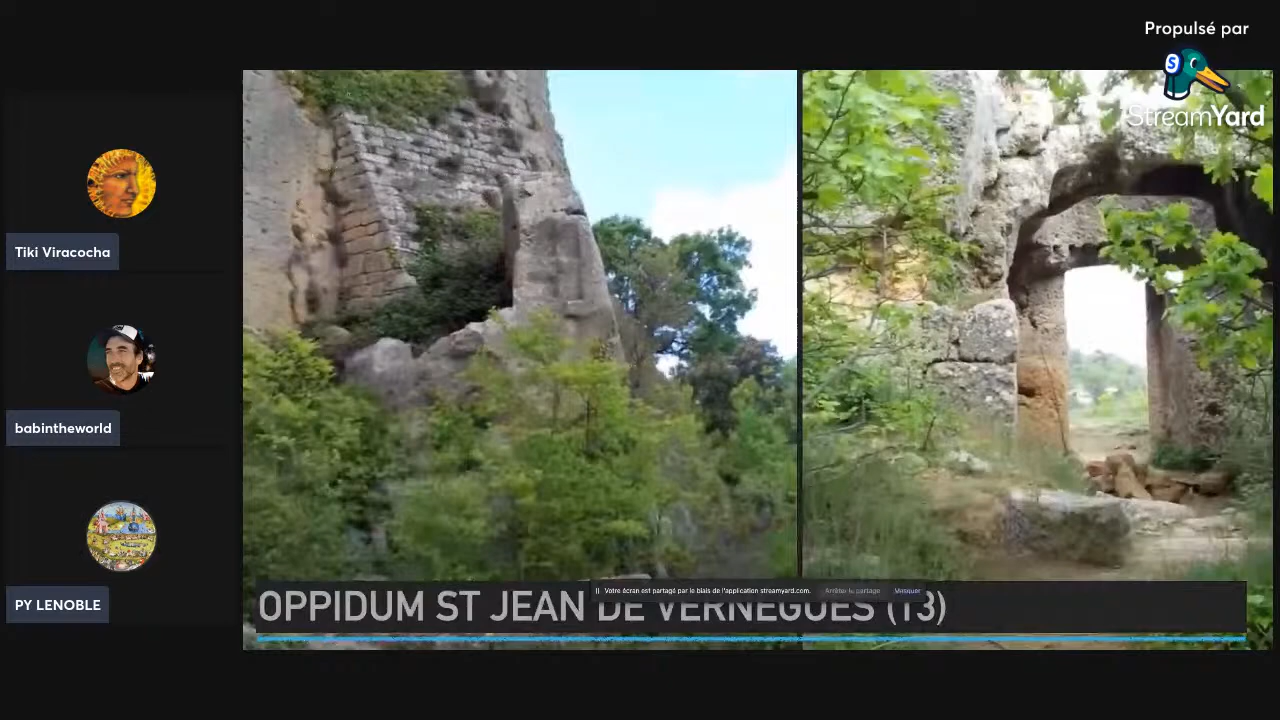 Propulsé par
S
StreamYard
Tiki Viracocha
babintheworld
PY LENOBLE
OPPIDUM ST JEAN DE VERNEGUES (13)
Votre écran est partagé par le biais de l'application streamyard.com. Arrêter le partage Masquer